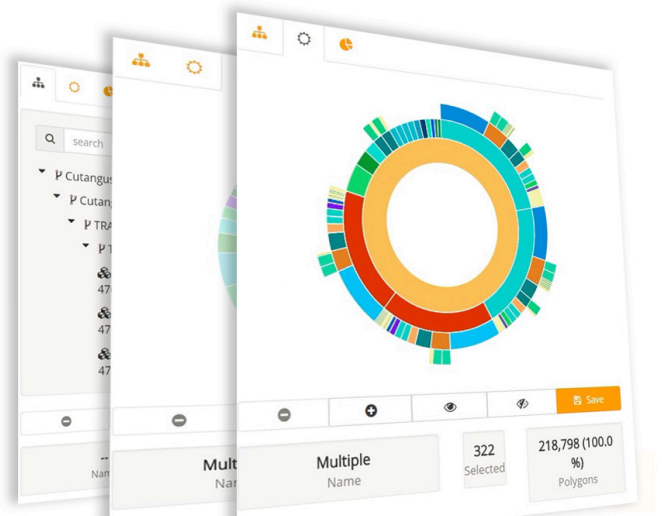 search
Cutangus
Cutang
TRA
T
47
47
47
--
Nam
Mult
Nar
Save
Multiple
Name
322
Selected
218,798 (100.0
%)
Polygons